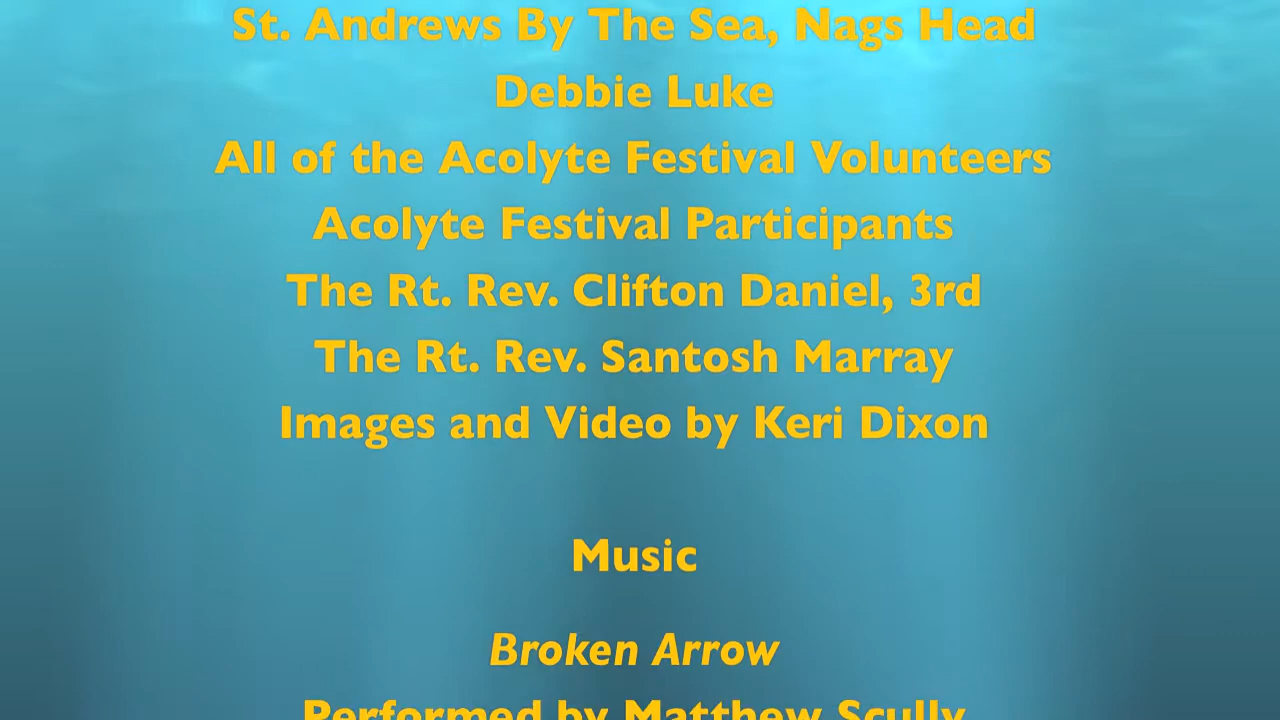 St. Andrews By The Sea, Nags Head
Debbie Luke
All of the Acolyte Festival Volunteers
Acolyte Festival Participants
The Rt. Rev. Clifton Daniel, 3rd
The Rt. Rev. Santosh Marray
Images and Video by Keri Dixon
Music
Broken Arrow
Performed by Matthew Scully